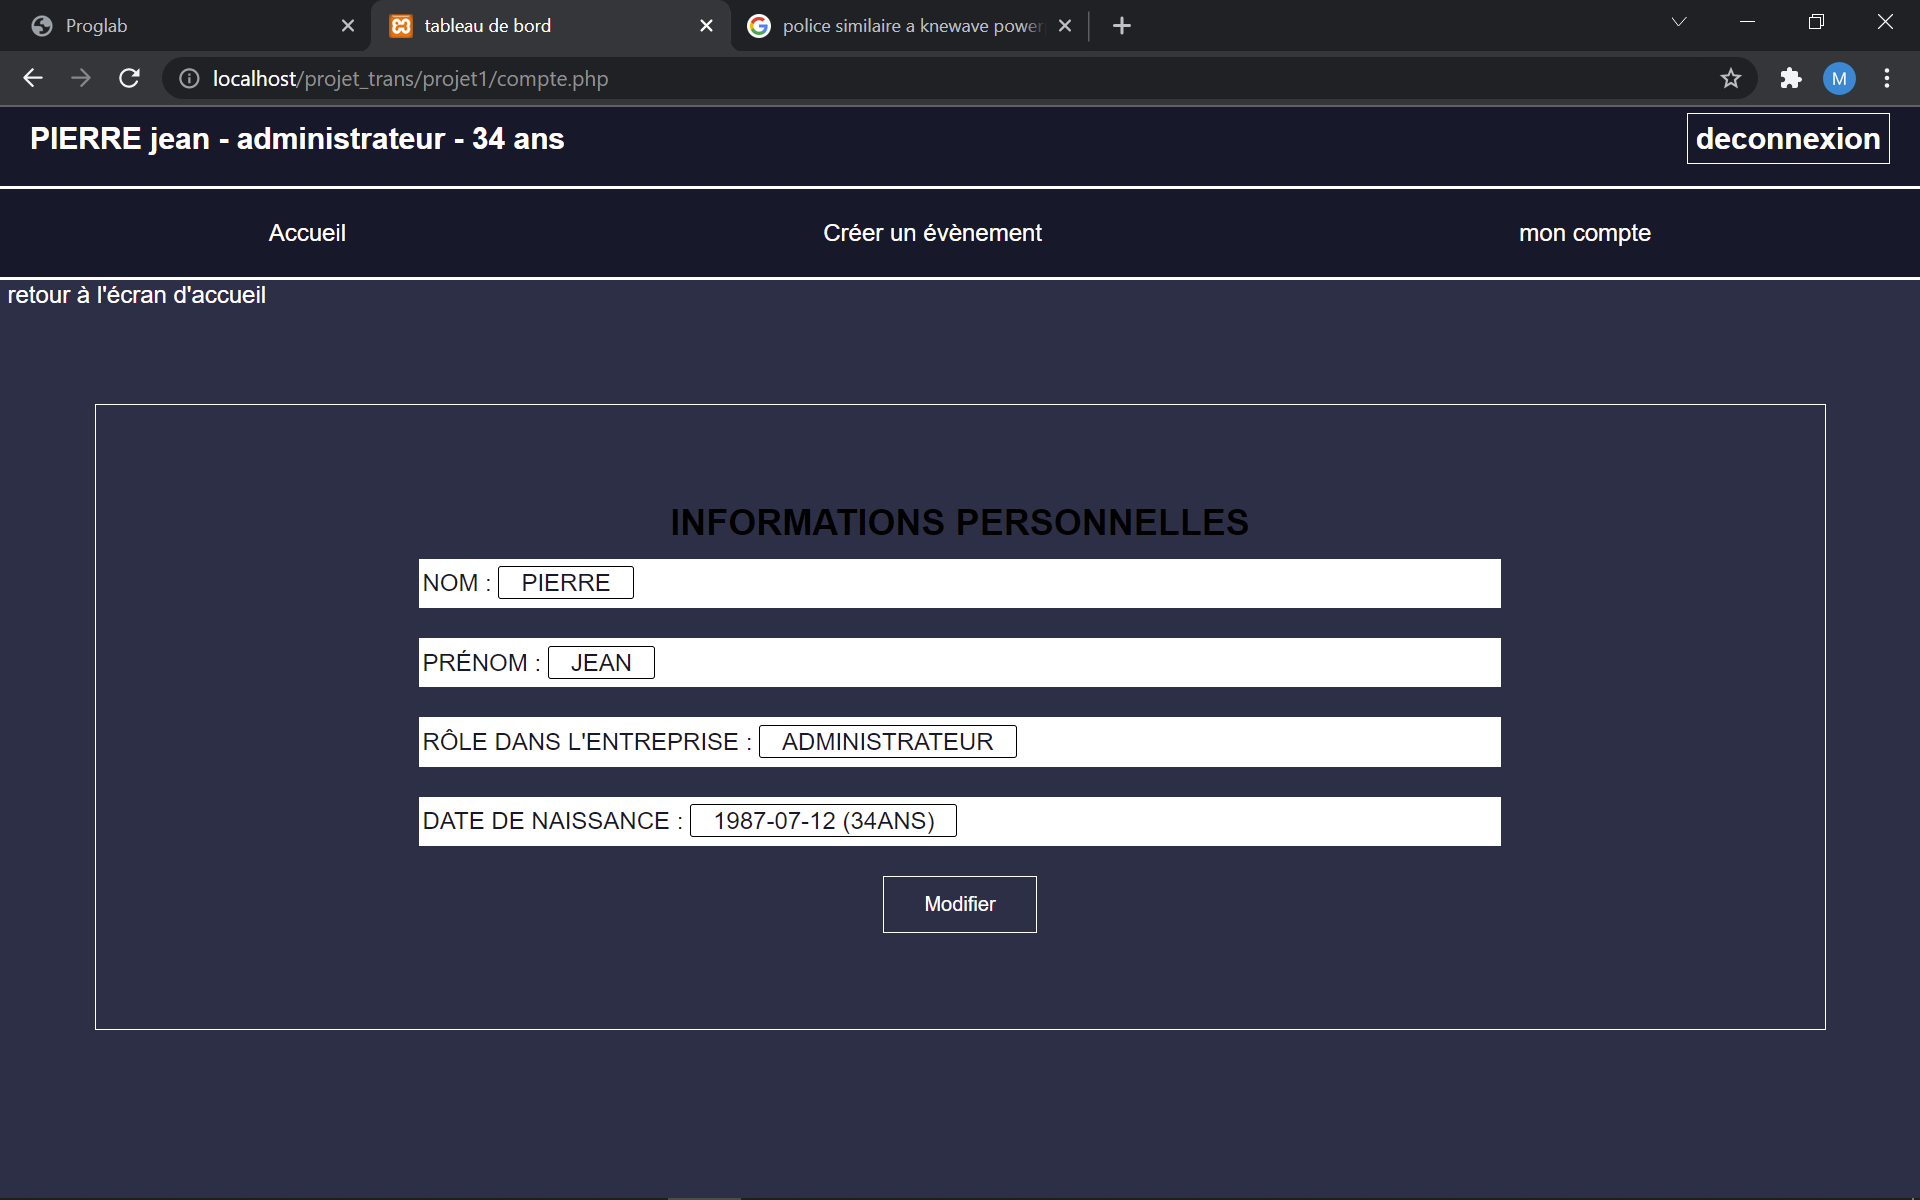 Proglab
tableau de bord
police similaire a knewave power
localhost/projet_trans/projet1/compte.php
M
PIERRE jean - administrateur - 34 ans
deconnexion
Accueil
Créer un évènement
mon compte
retour à l'écran d'accueil
INFORMATIONS PERSONNELLES
NOM : PIERRE
PRÉNOM : JEAN
RÔLE DANS L'ENTREPRISE : ADMINISTRATEUR
DATE DE NAISSANCE : 1987-07-12 (34ANS)
Modifier